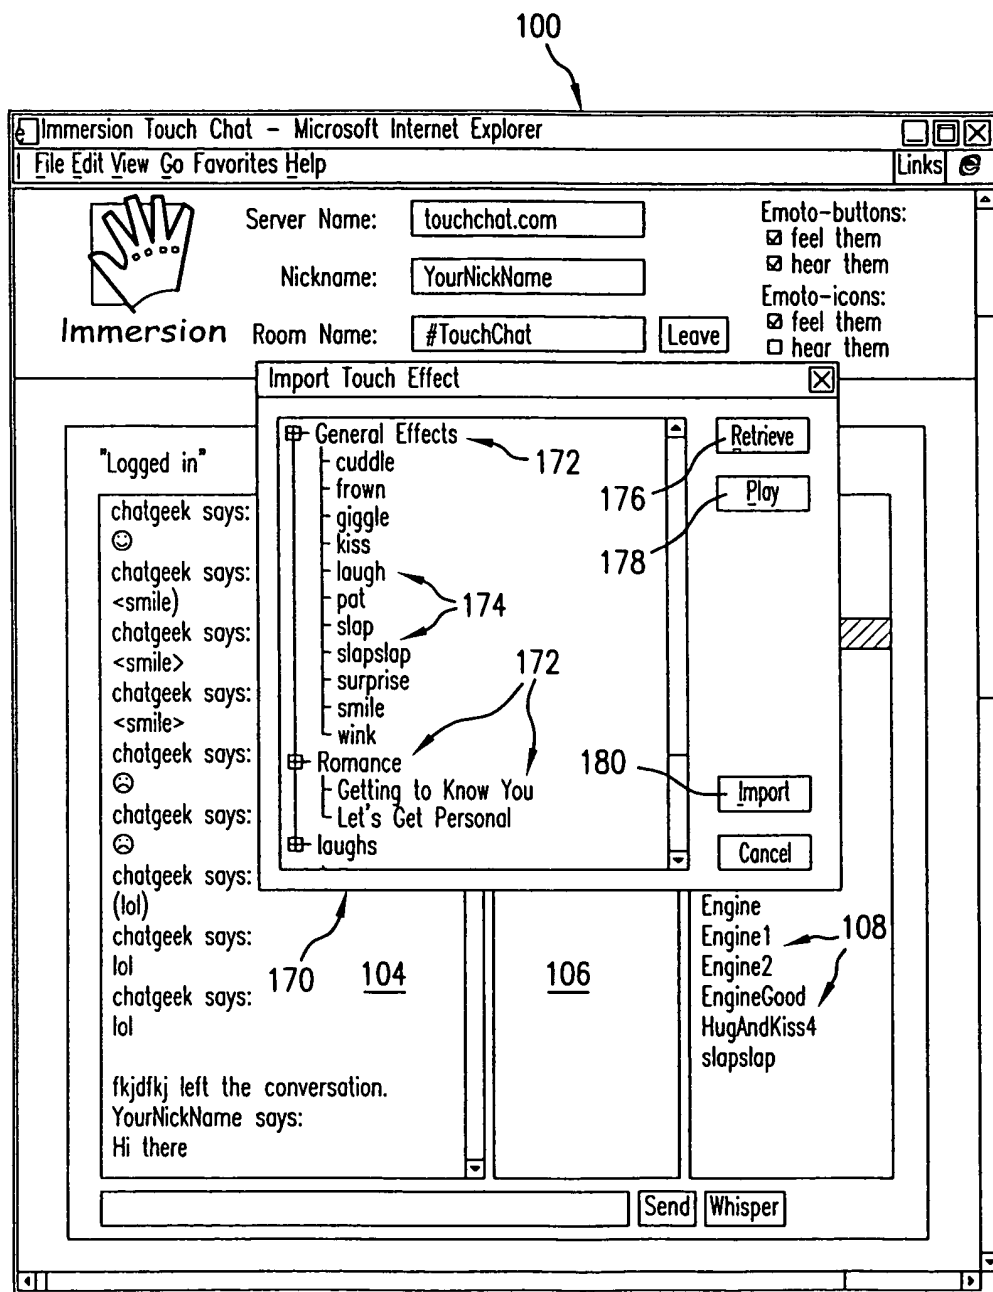 100
Immersion Touch Chat – Microsoft Internet Explorer
File Edit View Go Favorites Help
Links
Server Name:
touchchat.com
Nickname:
YourNickName
Immersion
Room Name:
#TouchChat
Leave
Emoto-buttons:
feel them
hear them
Emoto-icons:
feel them
hear them
Import Touch Effect
General Effects
172
cuddle
frown
giggle
kiss
laugh
174
pat
slap
slapslap
172
surprise
smile
wink
Romance
Getting to Know You
Let's Get Personal
laughs
Retrieve
176
Play
178
180
Import
Cancel
"Logged in"
chatgeek says:
chatgeek says:
<smile)
chatgeek says:
<smile>
chatgeek says:
<smile>
chatgeek says:
chatgeek says:
chatgeek says:
(lol)
chatgeek says:
lol
chatgeek says:
lol
170
104
106
fkjdfkj left the conversation.
YourNickName says:
Hi there
Engine
Engine1
108
Engine2
EngineGood
HugAndKiss4
slapslap
Send
Whisper